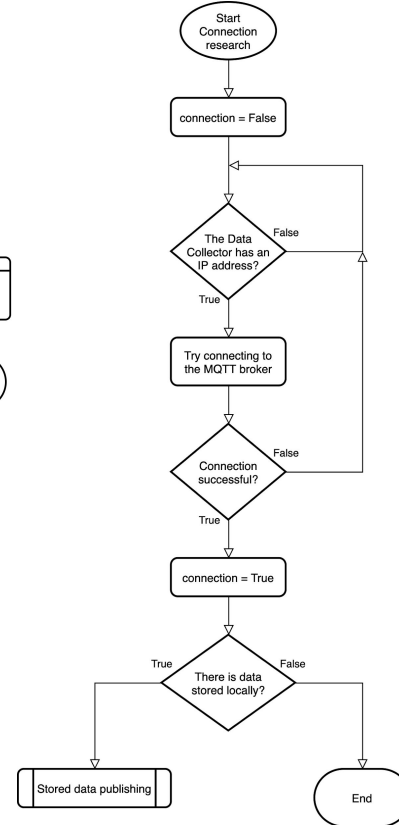 Start
Connection
research
connection = False
The Data
Collector has an
IP address?
False
True
Try connecting to
the MQTT broker
Connection
successful?
False
True
connection = True
There is data
stored locally?
True
False
Stored data publishing
End